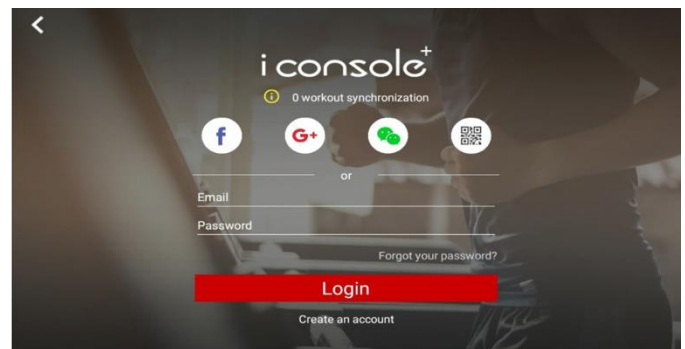 i console+
0 workout synchronization
f G+
or
Email
Password
Forgot your password?
Login
Create an account